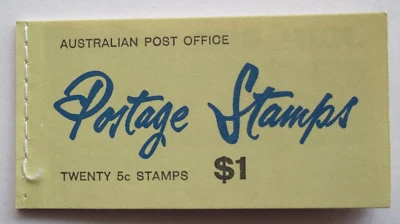 AUSTRALIAN POST OFFICE
Postage Stamps
TWENTY 5c STAMPS $1